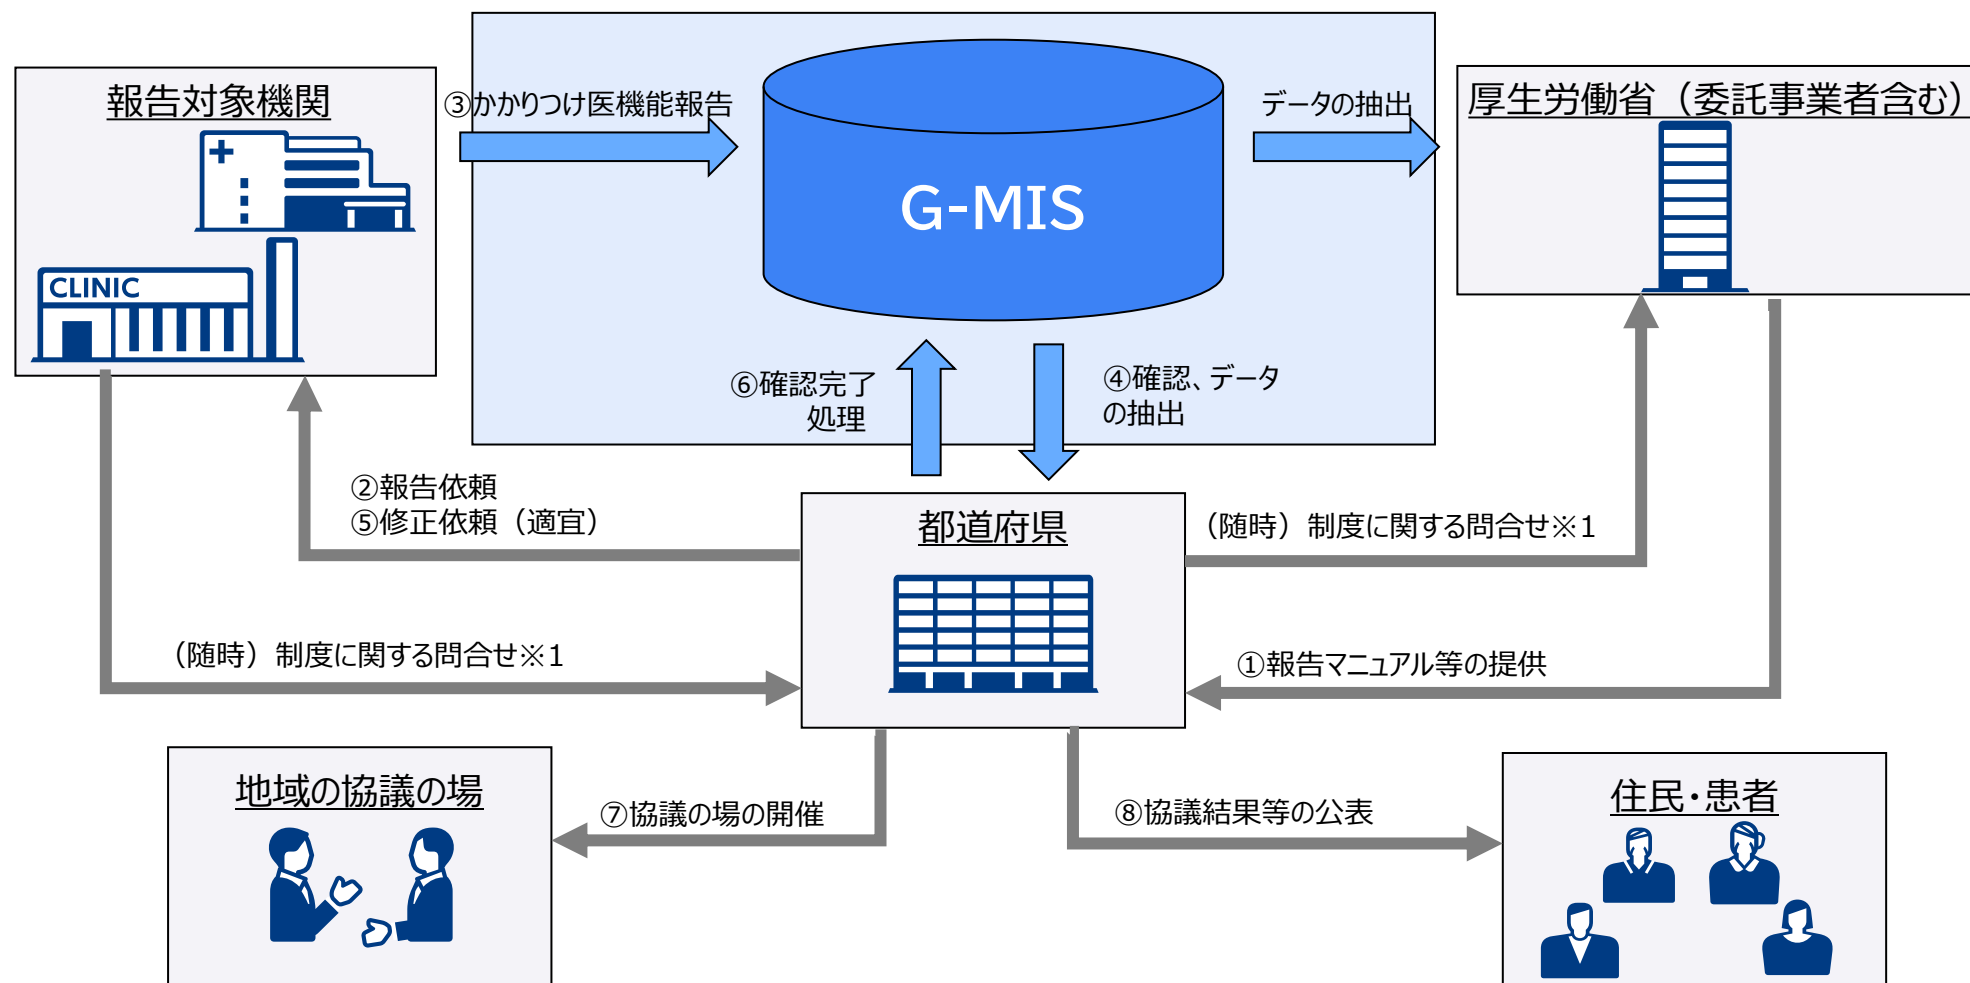 報告対象機関
CLINIC
③かかりつけ医機能報告
G-MIS
データの抽出
厚生労働省（委託事業者含む）
⑥確認完了
処理
④確認、データ
の抽出
②報告依頼
⑤修正依頼（適宜）
都道府県
（随時）制度に関する問合せ※1
（随時）制度に関する問合せ※1
①報告マニュアル等の提供
地域の協議の場
⑦協議の場の開催
⑧協議結果等の公表
住民・患者